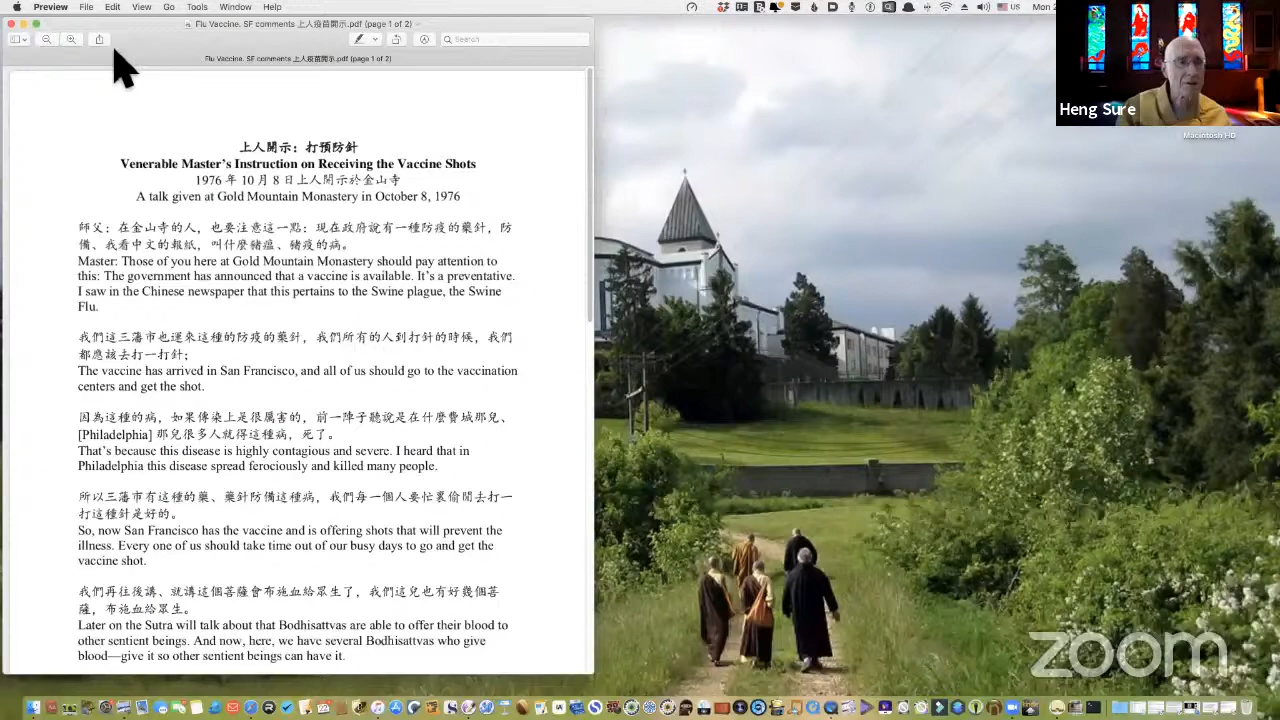 Preview File Edit View Go Tools Window Help
US Mon 2
Flu Vaccine. SF comments 上人疫苗開示.pdf (page 1 of 2)
Search
Flu Vaccine. SF comments 上人疫苗開示.pdf (page 1 of 2)
Heng Sure
Macintosh HD
上人開示：打預防針
Venerable Master's Instruction on Receiving the Vaccine Shots
1976 年 10 月 8 日上人開示於金山寺
A talk given at Gold Mountain Monastery in October 8, 1976
師父：在金山寺的人，也要注意這一點：現在政府說有一種防疫的藥針，防
備、我看中文的報紙，叫什麼豬瘟、豬疫的病。
Master: Those of you here at Gold Mountain Monastery should pay attention to
this: The government has announced that a vaccine is available. It's a preventative.
I saw in the Chinese newspaper that this pertains to the Swine plague, the Swine
Flu.
我們這三藩市也運來這種的防疫的藥針，我們所有的人到打針的時候，我們
都應該去打一打針；
The vaccine has arrived in San Francisco, and all of us should go to the vaccination
centers and get the shot.
因為這種的病，如果傳染上是很厲害的，前一陣子聽說是在什麼費城那兒、
[Philadelphia] 那兒很多人就得這種病，死了。
That's because this disease is highly contagious and severe. I heard that in
Philadelphia this disease spread ferociously and killed many people.
所以三藩市有這種的藥、藥針防備這種病，我們每一個人要忙裏偷閒去打一
打這種針是好的。
So, now San Francisco has the vaccine and is offering shots that will prevent the
illness. Every one of us should take time out of our busy days to go and get the
vaccine shot.
我們再往後講、就講這個菩薩會布施血給眾生了，我們這兒也有好幾個菩
薩，布施血給眾生。
Later on the Sutra will talk about that Bodhisattvas are able to offer their blood to
other sentient beings. And now, here, we have several Bodhisattvas who give
blood—give it so other sentient beings can have it.
zoom